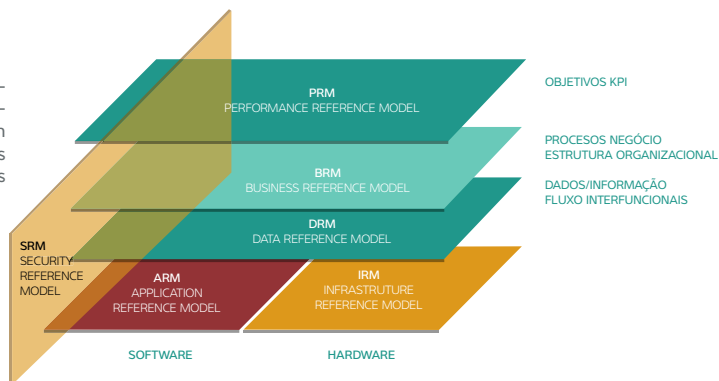 n
s
s
PRM
PERFORMANCE REFERENCE MODEL
OBJETIVOS KPI
BRM
BUSINESS REFERENCE MODEL
PROCESOS NEGÓCIO
ESTRUTURA ORGANIZACIONAL
DRM
DATA REFERENCE MODEL
DADOS/INFORMAÇÃO
FLUXO INTERFUNCIONAIS
SRM
SECURITY
REFERENCE
MODEL
ARM
APPLICATION
REFERENCE MODEL
IRM
INFRASTRUTURE
REFERENCE MODEL
SOFTWARE
HARDWARE